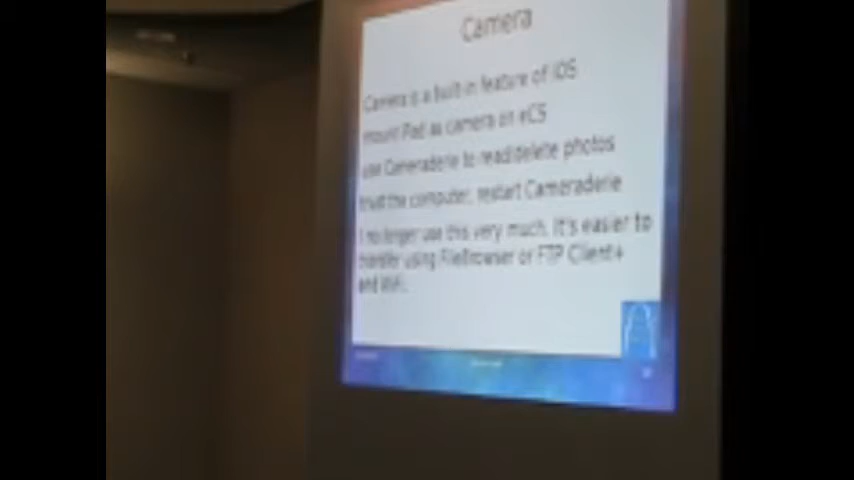 Camera
Camera is a built-in feature of iOS
mount iPad as camera on eCS
use Cameraderie to read/delete photos
trust the computer, restart Cameraderie
I no longer use this very much. It's easier to
transfer using FileBrowser or FTP Client+
and WiFi.